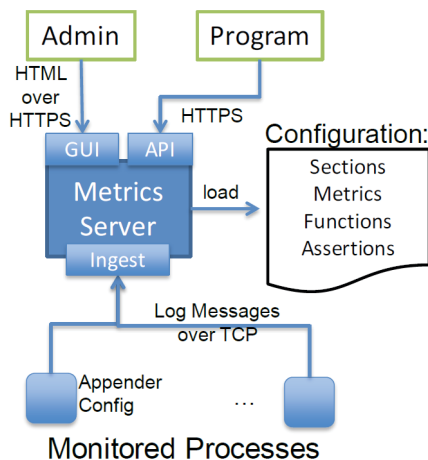 Admin
Program
HTML
over
HTTPS
HTTPS
GUI
API
Metrics
Server
Ingest
load
Configuration:
Sections
Metrics
Functions
Assertions
Log Messages
over TCP
Appender
Config
...
Monitored Processes